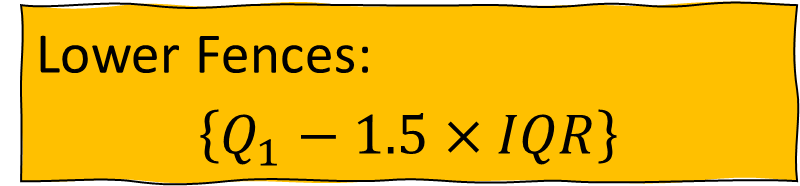 Lower Fences:
{Q₁ − 1.5 × IQR}